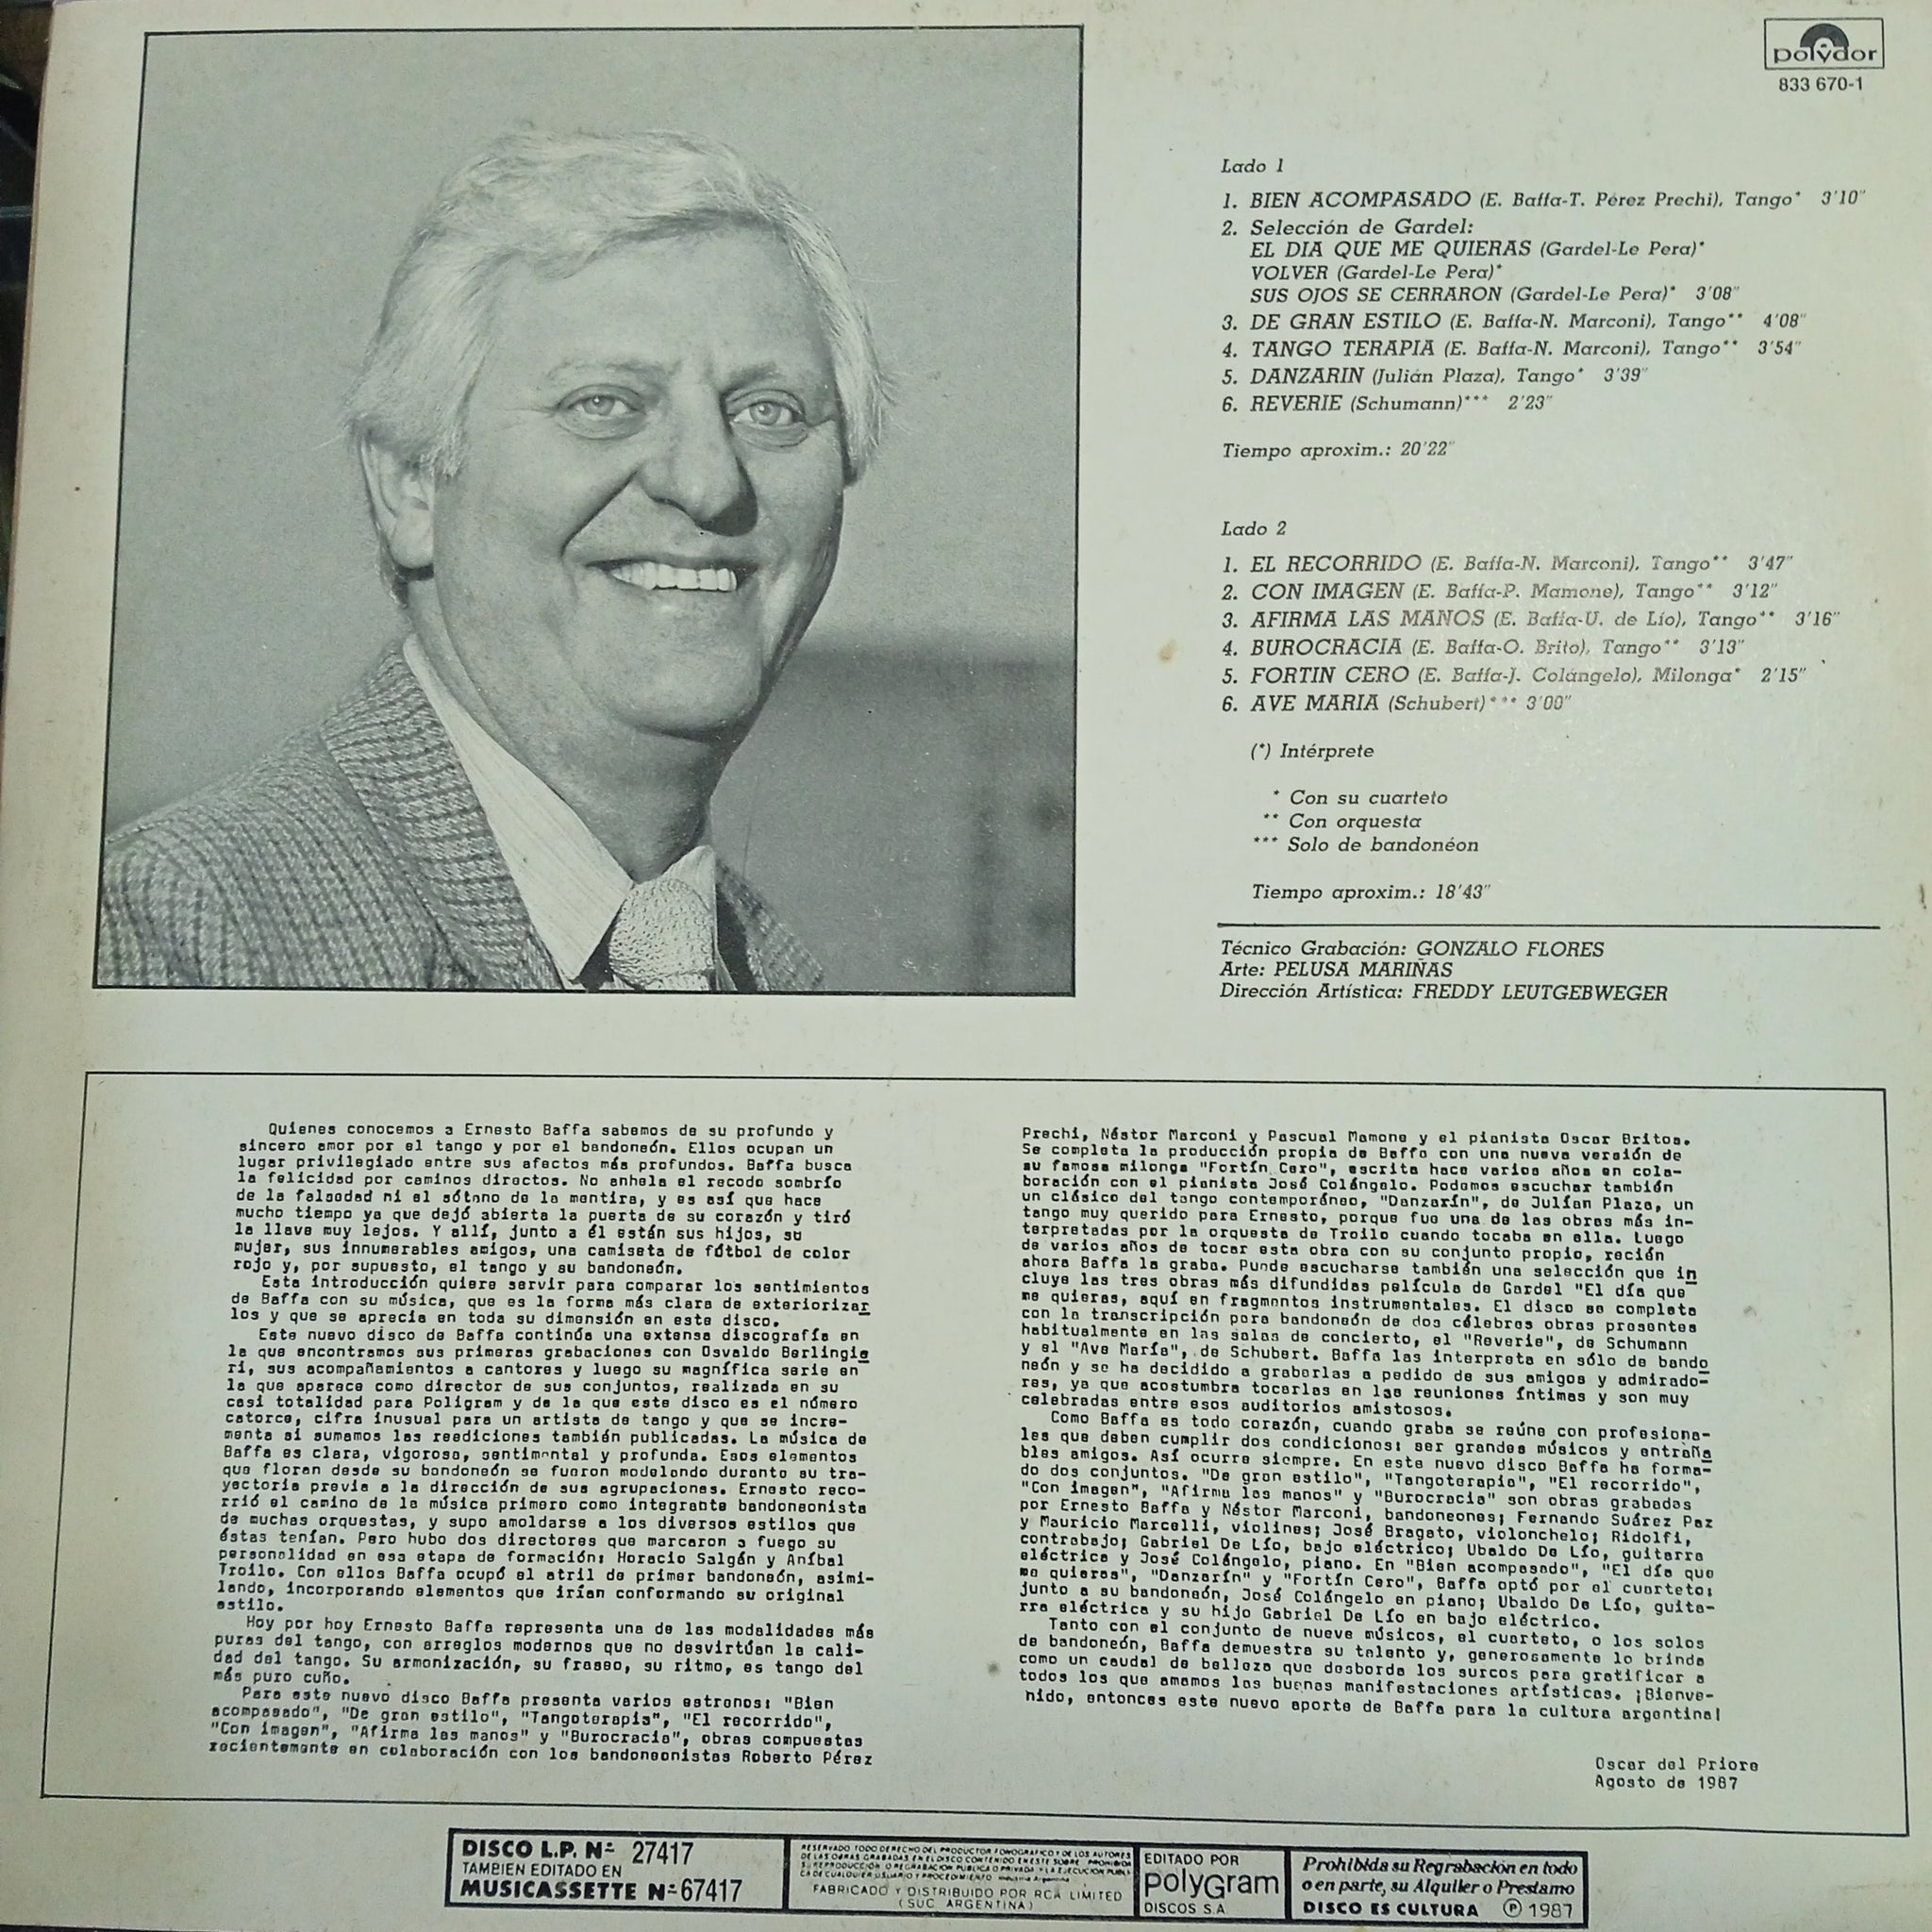 polydor
833 670-1
Lado 1
1. BIEN ACOMPASADO (E. Baffa-T. Pérez Prechi), Tango* 3'10"
2. Selección de Gardel:
EL DIA QUE ME QUIERAS (Gardel-Le Pera)*
VOLVER (Gardel-Le Pera)*
SUS OJOS SE CERRARON (Gardel-Le Pera)* 3'08"
3. DE GRAN ESTILO (E. Baffa-N. Marconi), Tango** 4'08"
4. TANGO TERAPIA (E. Baffa-N. Marconi), Tango** 3'54"
5. DANZARIN (Julián Plaza), Tango* 3'39"
6. REVERIE (Schumann)*** 2'23"
Tiempo aproxim.: 20'22"
Lado 2
1. EL RECORRIDO (E. Baffa-N. Marconi), Tango** 3'47"
2. CON IMAGEN (E. Baffa-P. Mamone), Tango** 3'12"
3. AFIRMA LAS MANOS (E. Baffa-U. de Lío), Tango** 3'16"
4. BUROCRACIA (E. Baffa-O. Brito), Tango** 3'13"
5. FORTIN CERO (E. Baffa-J. Colángelo), Milonga* 2'15"
6. AVE MARIA (Schubert)*** 3'00"
(*) Intérprete
* Con su cuarteto
** Con orquesta
*** Solo de bandonéon
Tiempo aproxim.: 18'43"
Técnico Grabación: GONZALO FLORES
Arte: PELUSA MARIÑAS
Dirección Artística: FREDDY LEUTGEBWEGER
Quienes conocemos a Ernesto Baffa sabemos de su profundo y
sincero amor por el tango y por el bandoneón. Ellos ocupan un
lugar privilegiado entre sus afectos más profundos. Baffa busca
la felicidad por caminos directos. No anhela el recodo sombrío
de la falsedad ni el sótano de la mentira, y es así que hace
mucho tiempo ya que dejó abierta la puerta de su corazón y tiró
la llave muy lejos. Y allí, junto a él están sus hijos, su
mujer, sus innumerables amigos, una camiseta de fútbol de color
rojo y, por supuesto, el tango y su bandoneón.
Esta introducción quiere servir para comparar los sentimientos
de Baffa con su música, que es la forma más clara de exteriorizar
los y que se aprecia en toda su dimensión en este disco.
Este nuevo disco de Baffa continúa una extensa discografía en
la que encontramos sus primeras grabaciones con Osvaldo Berlingie
ri, sus acompañamientos a cantores y luego su magnífica serie en
la que aparece como director de sus conjuntos, realizada en su
casi totalidad para Poligram y de la que este disco es el número
catorce, cifra inusual para un artista de tango y que se incre-
menta si sumamos las reediciones también publicadas. La música de
Baffa es clara, vigorosa, sentimental y profunda. Esos elementos
que floran desde su bandoneón se fueron modelando durante su tra-
yectoria previa a la dirección de sus agrupaciones. Ernesto reco-
rrió el camino de la música primero como integrante bandoneonista
de muchas orquestas, y supo amoldarse a los diversos estilos que
éstas tenían. Pero hubo dos directores que marcaron a fuego su
personalidad en esa etapa de formación: Horacio Salgán y Aníbal
Troilo. Con ellos Baffa ocupó el atril de primer bandoneón, asimi-
lando, incorporando elementos que irían conformando su original
estilo.
Hoy por hoy Ernesto Baffa representa una de las modalidades más
puras del tango, con arreglos modernos que no desvirtúan la cali-
dad del tango. Su armonización, su fraseo, su ritmo, es tango del
más puro cuño.
Para este nuevo disco Baffa presenta varios estrenos: "Bien
acompasado", "De gran estilo", "Tangoterapia", "El recorrido",
"Con imagen", "Afirma las manos" y "Burocracia", obras compuestas
recientemente en colaboración con los bandoneonistas Roberto Pérez
Prechi, Néstor Marconi y Pascual Mamone y el pianista Oscar Britos.
Se completa la producción propia de Baffa con una nueva versión de
su famosa milonga "Fortín Cero", escrita hace varios años en cola-
boración con el pianista José Colángelo. Podemos escuchar también
un clásico del tango contemporáneo, "Danzarín", de Julián Plaza, un
tango muy querido para Ernesto, porque fue una de las obras más in-
terpretadas por la orquesta de Troilo cuando tocaba en ella. Luego
de varios años de tocar esta obra con su conjunto propio, recién
ahora Baffa la graba. Puede escucharse también una selección que in
cluye las tres obras más difundidas película de Gardel "El día que
me quieras, aquí en fragmentos instrumentales. El disco se completa
con la transcripción para bandoneón de dos célebres obras presentes
habitualmente en las salas de concierto, el "Reverie", de Schumann
y el "Ave María", de Schubert. Baffa las interpreta en sólo de bando
neón y se ha decidido a grabarlas a pedido de sus amigos y admirado-
res, ya que acostumbra tocarlas en las reuniones íntimas y son muy
celebradas entre esos auditorios amistosos.
Como Baffa es todo corazón, cuando graba se reúne con profesiona-
les que deben cumplir dos condiciones: ser grandes músicos y entraña
bles amigos. Así ocurre siempre. En este nuevo disco Baffa ha forma-
do dos conjuntos. "De gran estilo", "Tangoterapia", "El recorrido",
"Con imagen", "Afirma las manos" y "Burocracia" son obras grabadas
por Ernesto Baffa y Néstor Marconi, bandoneones; Fernando Suárez Paz
y Mauricio Marcelli, violines; José Bragato, violonchelo; Ridolfi,
contrabajo; Gabriel De Lío, bajo eléctrico; Ubaldo De Lío, guitarra
eléctrica y José Colángelo, piano. En "Bien acompasado", "El día que
me quieras", "Danzarín" y "Fortín Cero", Baffa optó por el cuarteto:
junto a su bandoneón, José Colángelo en piano; Ubaldo De Lío, guita-
rra eléctrica y su hijo Gabriel De Lío en bajo eléctrico.
Tanto con el conjunto de nueve músicos, el cuarteto, o los solos
de bandoneón, Baffa demuestra su talento y, generosamente lo brinda
como un caudal de belleza que desborda los surcos para gratificar a
todos los que amamos las buenas manifestaciones artísticas. ¡Bienve-
nido, entonces este nuevo aporte de Baffa para la cultura argentina!
Oscar del Priore
Agosto de 1987
DISCO L.P. Nº 27417
TAMBIEN EDITADO EN
MUSICASSETTE Nº 67417
RESERVADO TODO DERECHO DEL PRODUCTOR FONOGRAFICO Y DE LOS AUTORES
DE LAS OBRAS GRABADAS EN EL DISCO CONTENIDO EN ESTE SOBRE PROHIBIDA
SU REPRODUCCION O REGRABACION PUBLICA O PRIVADA Y LA EJECUCION PUBLI
CA DE CUALQUIER USUARIO Y PROCEDIMIENTO Industria Argentina
FABRICADO Y DISTRIBUIDO POR RCA LIMITED
(SUC ARGENTINA)
EDITADO POR
polyGram
DISCOS S.A.
Prohibida su Regrabación en todo
o en parte, su Alquiler o Prestamo
DISCO ES CULTURA Ⓟ 1987